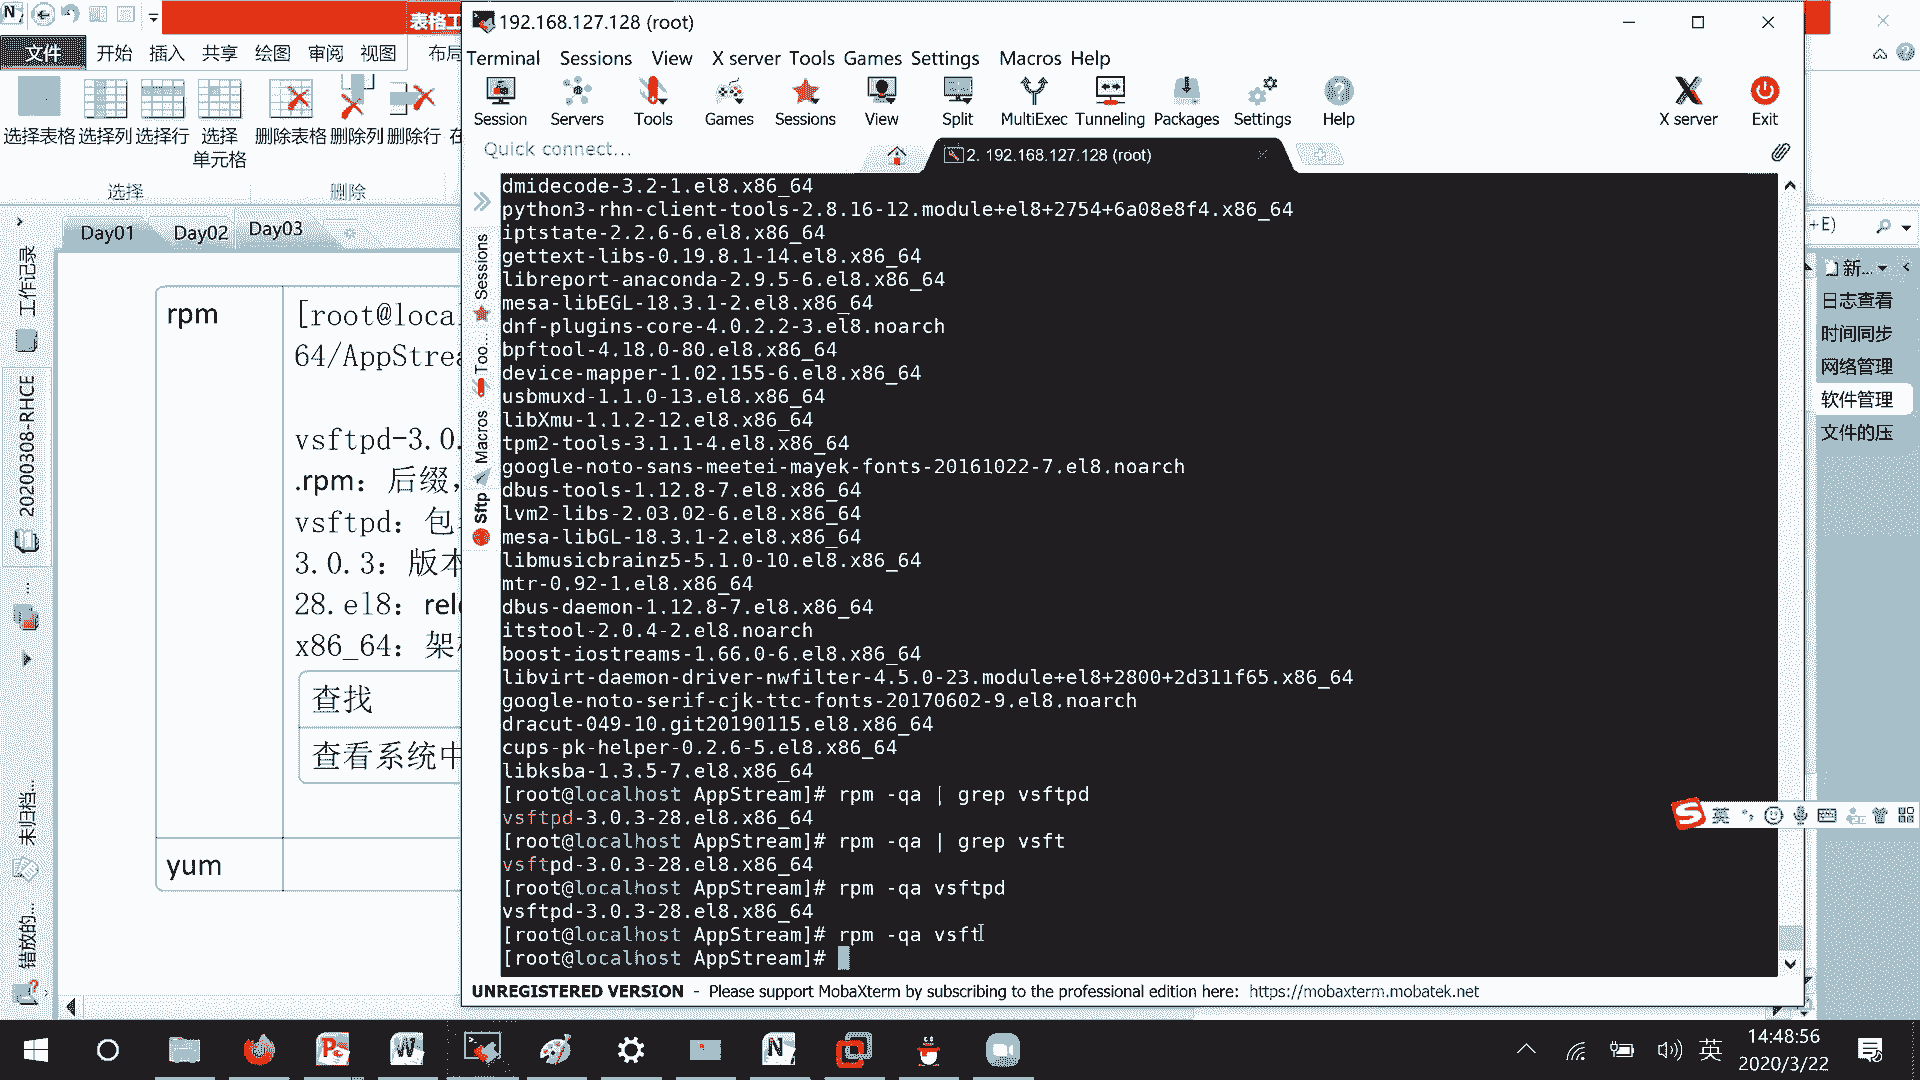 表格工
192.168.127.128 (root)
文件 开始 插入 共享 绘图 审阅 视图 布局
Terminal Sessions View X server Tools Games Settings Macros Help
选择表格 选择列 选择行 选择单元格 删除表格 删除列 删除行
选择 删除
Session Servers Tools Games Sessions View Split MultiExec Tunneling Packages Settings Help X server Exit
Quick connect...
2. 192.168.127.128 (root)
Day01 Day02 Day03
工作记录
20200308-RHCE
未归档...
错放的...
rpm
[root@loca
64/AppStrea
vsftpd-3.0.
.rpm：后缀，
vsftpd：包
3.0.3：版本
28.el8：rel
x86_64：架
查找
查看系统中
yum
Sessions
Too...
Macros
Sftp
dmidecode-3.2-1.el8.x86_64
python3-rhn-client-tools-2.8.16-12.module+el8+2754+6a08e8f4.x86_64
iptstate-2.2.6-6.el8.x86_64
gettext-libs-0.19.8.1-14.el8.x86_64
libreport-anaconda-2.9.5-6.el8.x86_64
mesa-libEGL-18.3.1-2.el8.x86_64
dnf-plugins-core-4.0.2.2-3.el8.noarch
bpftool-4.18.0-80.el8.x86_64
device-mapper-1.02.155-6.el8.x86_64
usbmuxd-1.1.0-13.el8.x86_64
libXmu-1.1.2-12.el8.x86_64
tpm2-tools-3.1.1-4.el8.x86_64
google-noto-sans-meetei-mayek-fonts-20161022-7.el8.noarch
dbus-tools-1.12.8-7.el8.x86_64
lvm2-libs-2.03.02-6.el8.x86_64
mesa-libGL-18.3.1-2.el8.x86_64
libmusicbrainz5-5.1.0-10.el8.x86_64
mtr-0.92-1.el8.x86_64
dbus-daemon-1.12.8-7.el8.x86_64
itstool-2.0.4-2.el8.noarch
boost-iostreams-1.66.0-6.el8.x86_64
libvirt-daemon-driver-nwfilter-4.5.0-23.module+el8+2800+2d311f65.x86_64
google-noto-serif-cjk-ttc-fonts-20170602-9.el8.noarch
dracut-049-10.git20190115.el8.x86_64
cups-pk-helper-0.2.6-5.el8.x86_64
libksba-1.3.5-7.el8.x86_64
[root@localhost AppStream]# rpm -qa | grep vsftpd
vsftpd-3.0.3-28.el8.x86_64
[root@localhost AppStream]# rpm -qa | grep vsft
vsftpd-3.0.3-28.el8.x86_64
[root@localhost AppStream]# rpm -qa vsftpd
vsftpd-3.0.3-28.el8.x86_64
[root@localhost AppStream]# rpm -qa vsft
[root@localhost AppStream]#
UNREGISTERED VERSION - Please support MobaXterm by subscribing to the professional edition here: https://mobaxterm.mobatek.net
+E)
新...
日志查看
时间同步
网络管理
软件管理
文件的压
英
英
14:48:56
2020/3/22